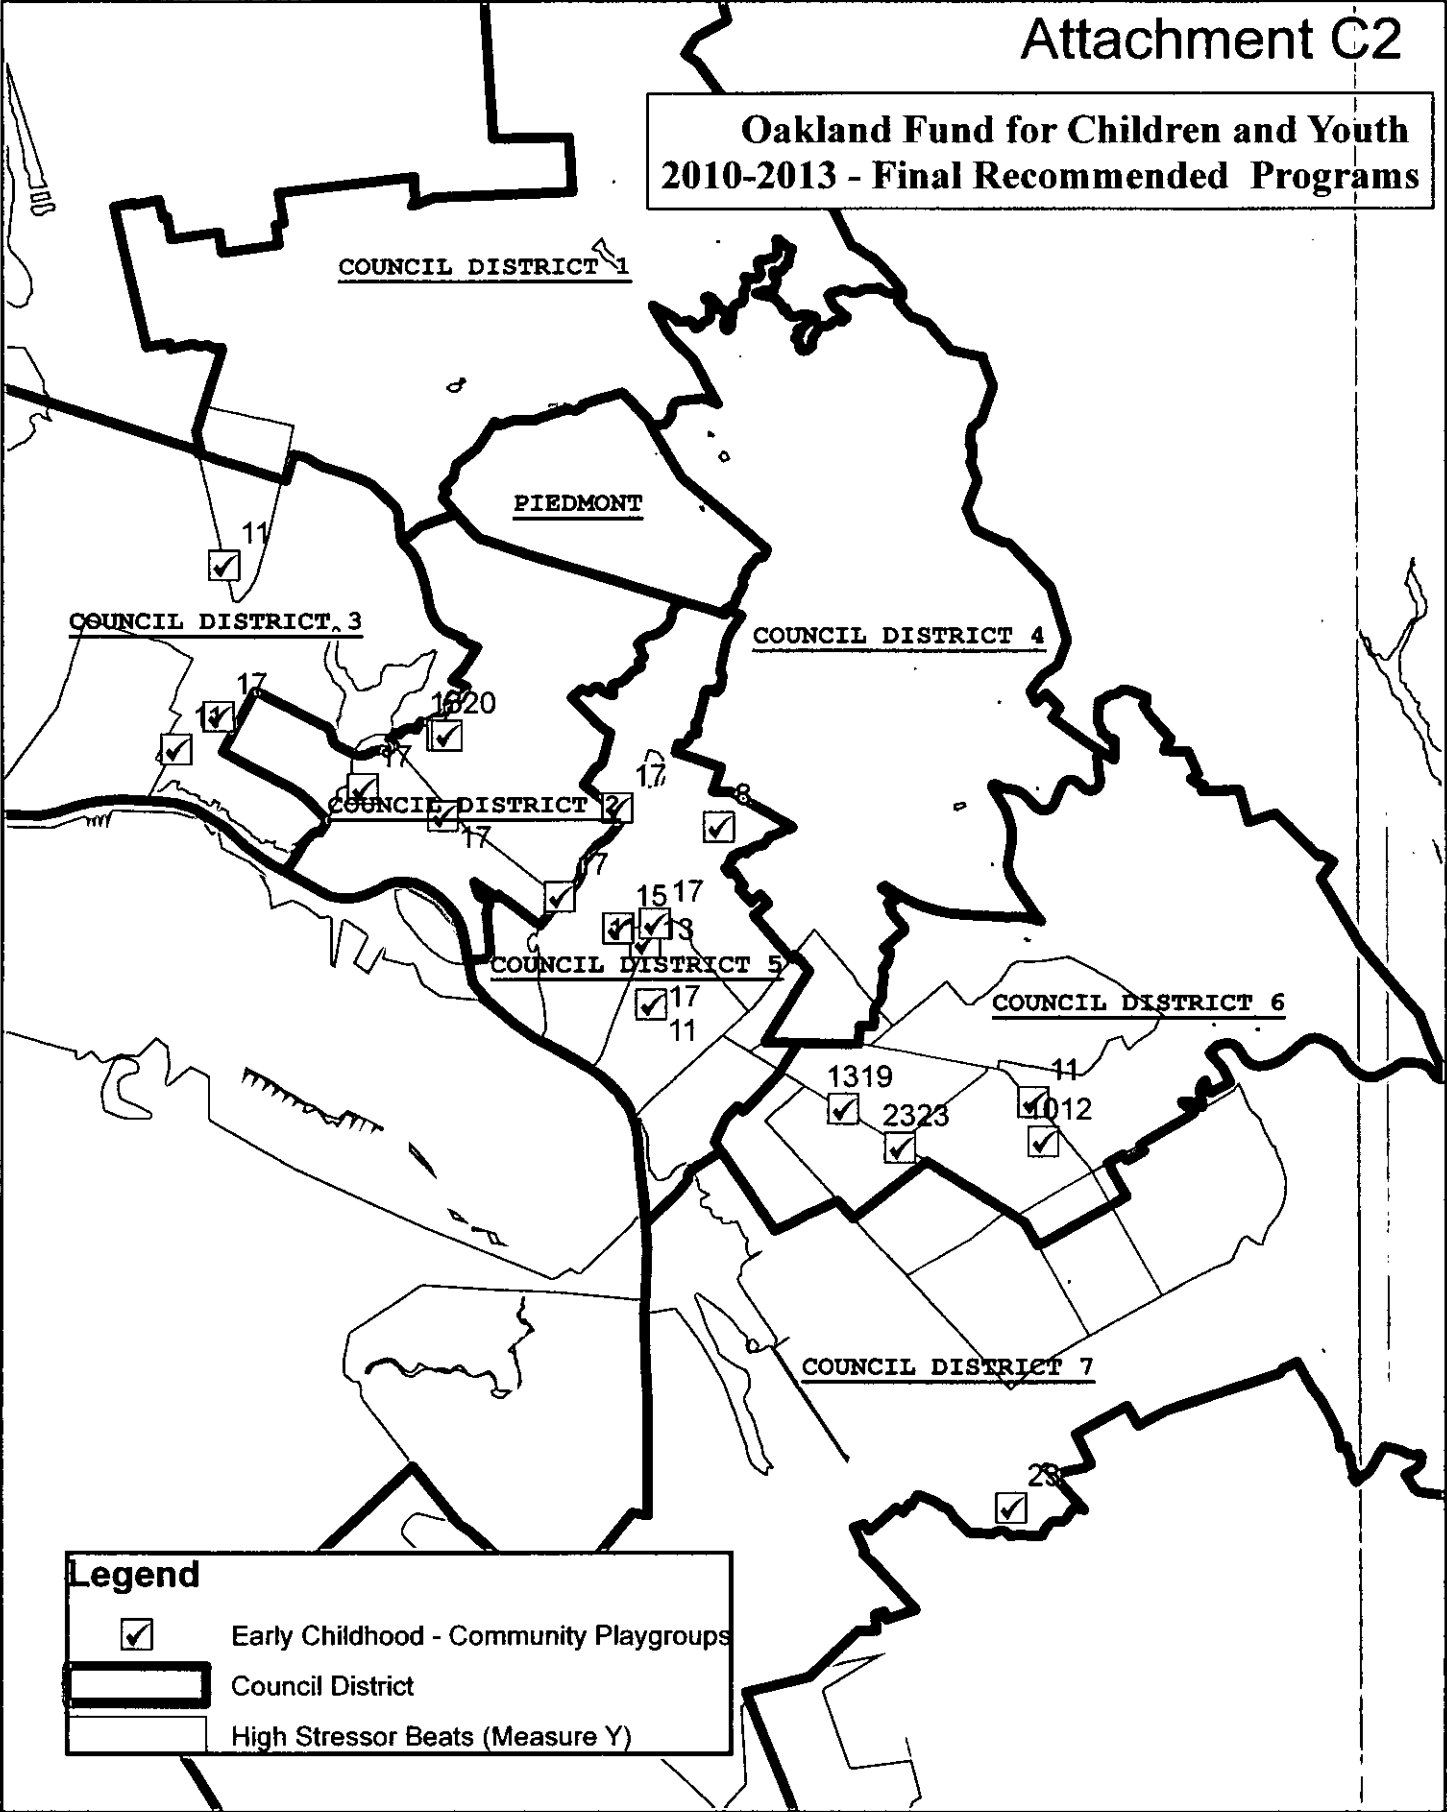 Attachment C2
Oakland Fund for Children and Youth
2010-2013 - Final Recommended Programs
COUNCIL DISTRICT 1
PIEDMONT
11
COUNCIL DISTRICT 3
COUNCIL DISTRICT 4
17
11
20
17
17
8
COUNCIL DISTRICT 2
17
17
15 17
11 13
COUNCIL DISTRICT 5
17
11
COUNCIL DISTRICT 6
11
1319
1012
2323
COUNCIL DISTRICT 7
23
Legend
Early Childhood - Community Playgroups
Council District
High Stressor Beats (Measure Y)